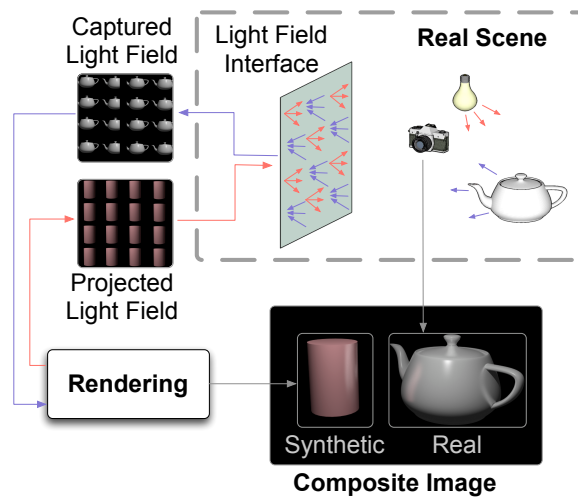 Captured
Light Field
Light Field
Interface
Real Scene
Projected
Light Field
Rendering
Synthetic
Real
Composite Image